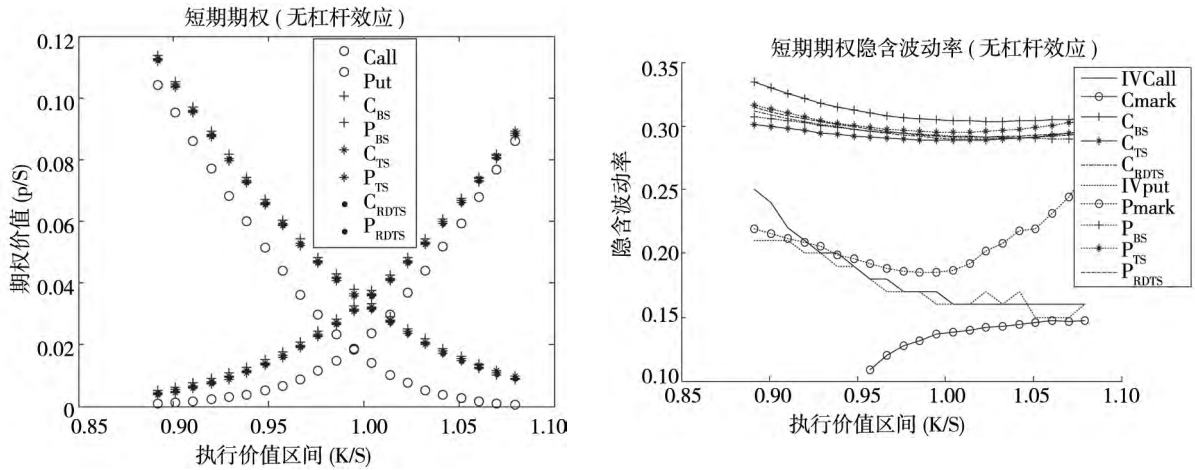 短期期权(无杠杆效应)
期权价值 (p/S)
0.12
0.10
0.08
0.06
0.04
0.02
0
0.85
0.90
0.95
1.00
1.05
1.10
执行价值区间 (K/S)
Call
Put
C_BS
P_BS
C_TS
P_TS
C_RDTS
P_RDTS
短期期权隐含波动率(无杠杆效应)
隐含波动率
0.35
0.30
0.25
0.20
0.15
0.10
0.85
0.90
0.95
1.00
1.05
1.10
执行价值区间 (K/S)
IVCall
Cmark
C_BS
C_TS
C_RDTS
IVput
Pmark
P_BS
P_TS
P_RDTS